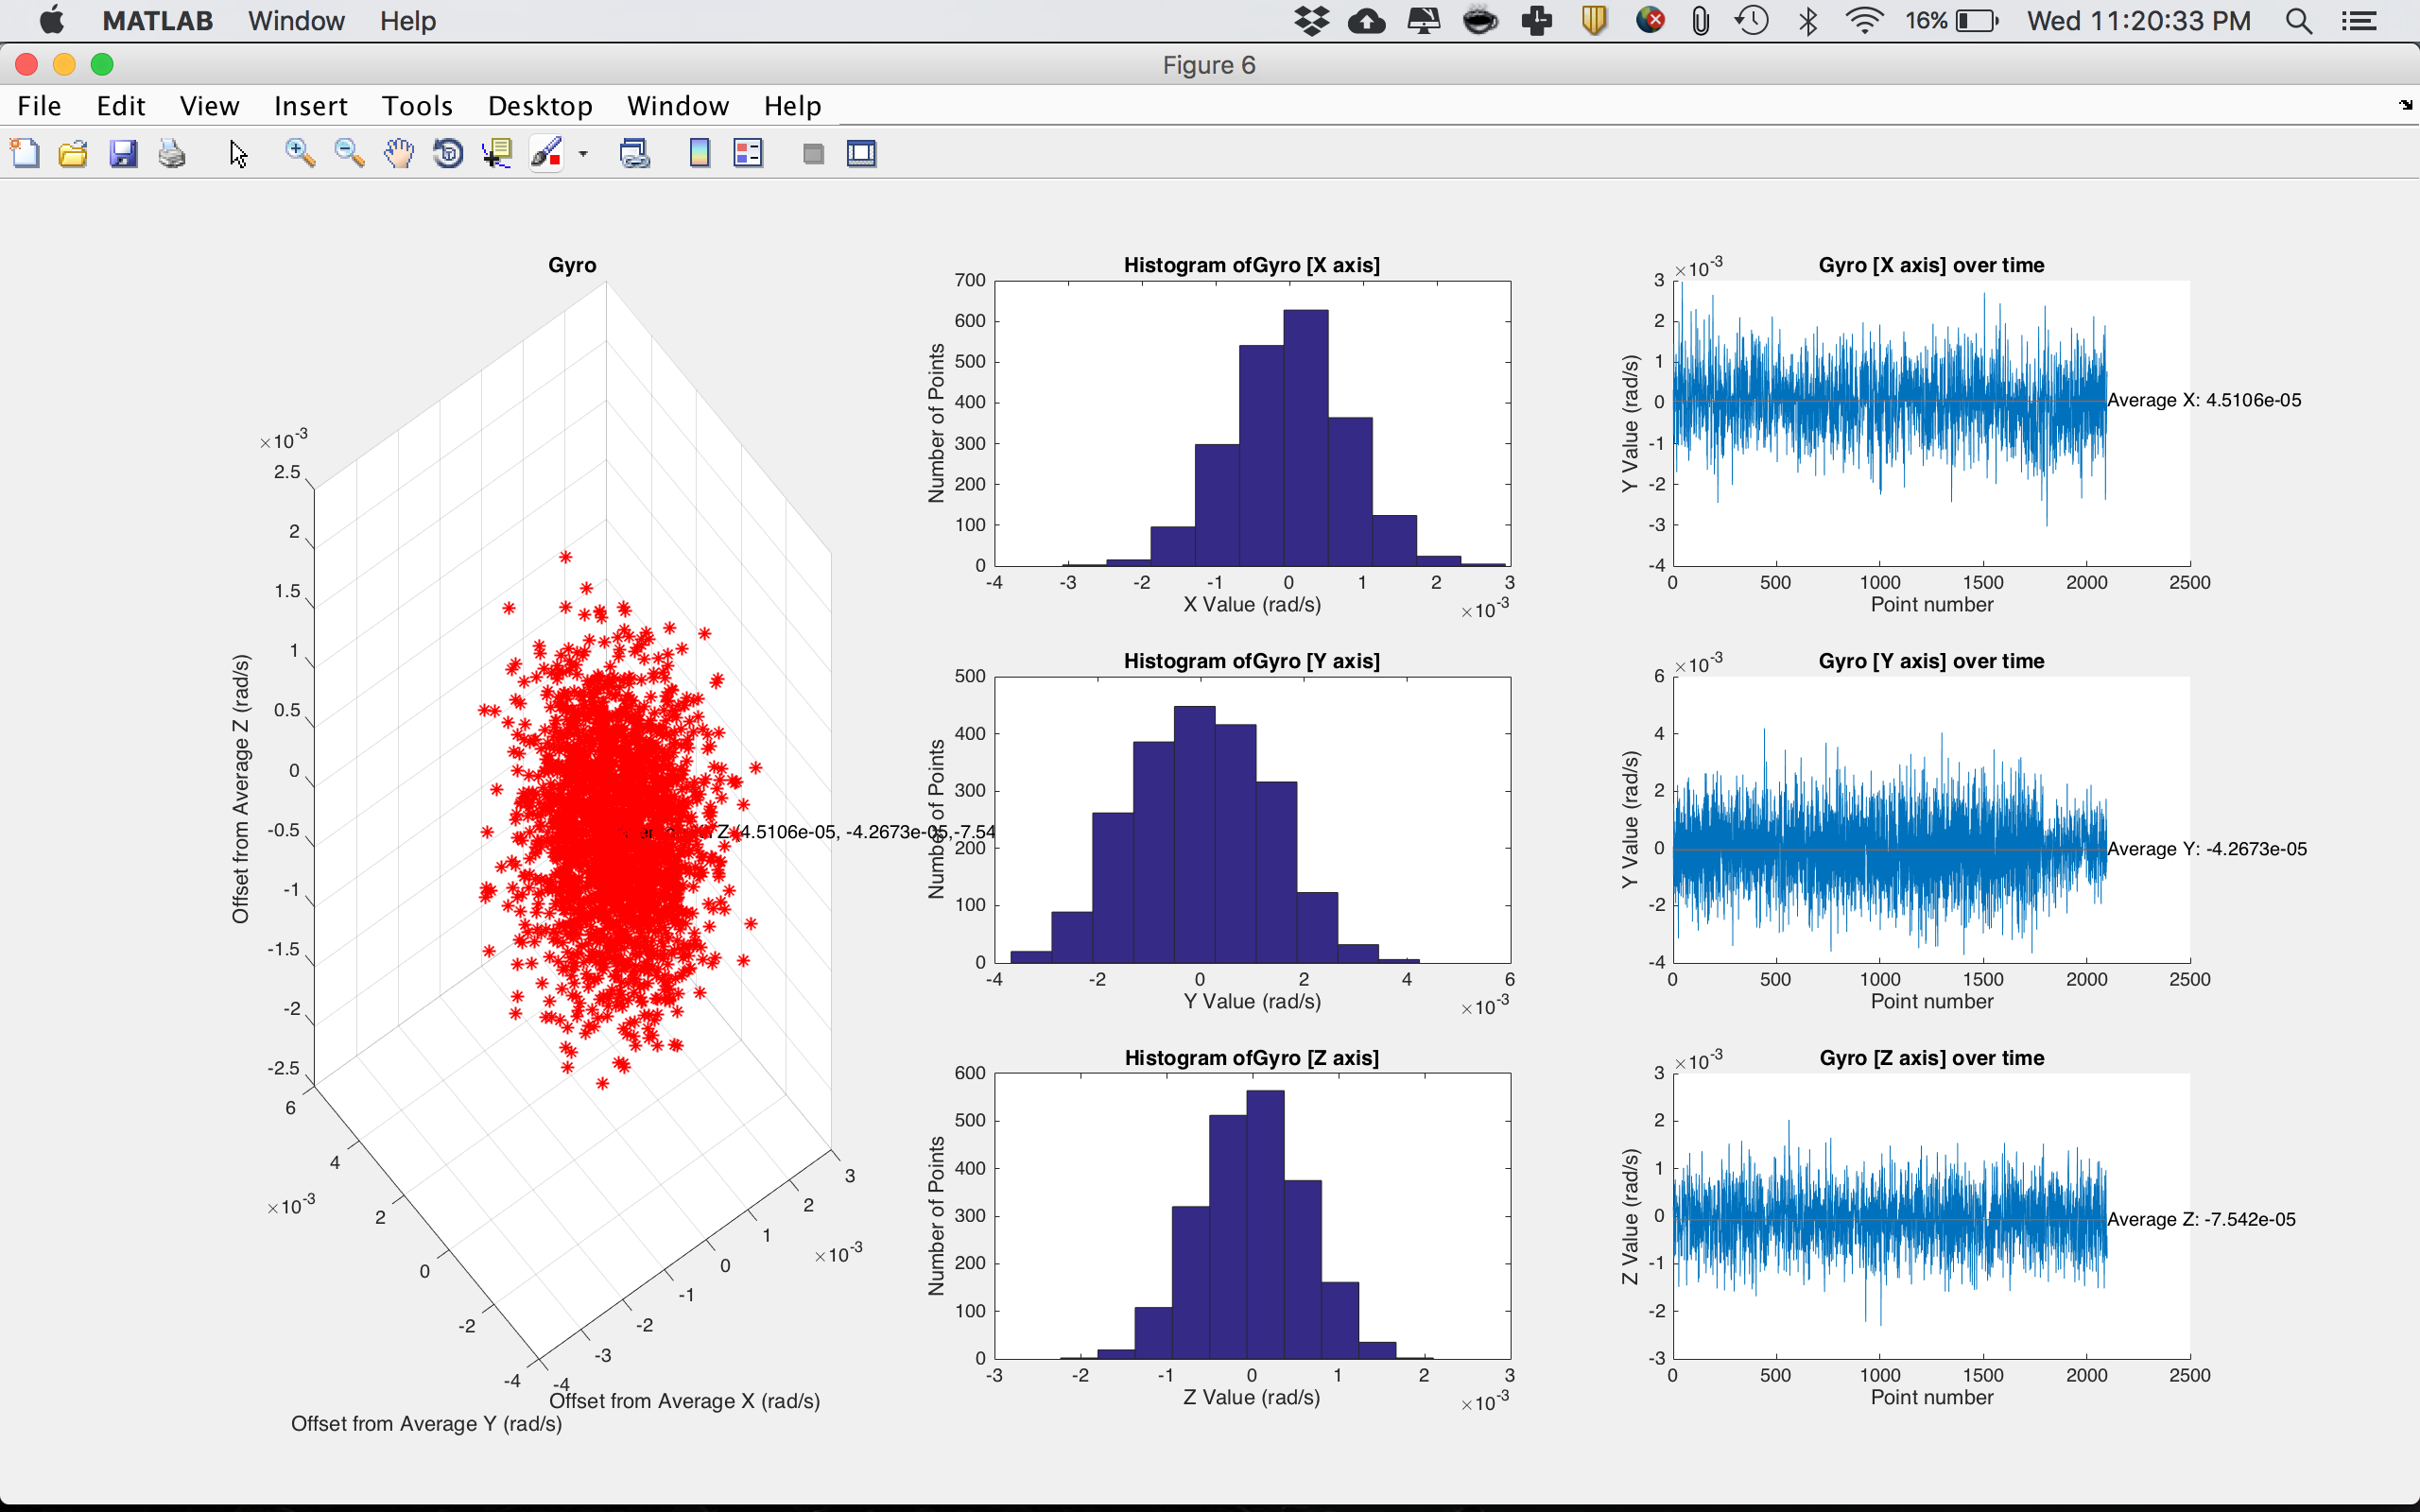 MATLAB Window Help 16% Wed 11:20:33 PM
Figure 6
File Edit View Insert Tools Desktop Window Help
Gyro
×10-3
2.5
2
1.5
1
0.5
0
-0.5
-1
-1.5
-2
-2.5
Offset from Average Z (rad/s)
YZ (4.5106e-05, -4.2673e-05,-7.54
6
4
2
0
-2
-4
×10-3
Offset from Average Y (rad/s)
-4
-3
-2
-1
0
1
2
3
×10-3
Offset from Average X (rad/s)
Histogram ofGyro [X axis]
700
600
500
400
300
200
100
0
Number of Points
-4 -3 -2 -1 0 1 2 3
X Value (rad/s)
×10-3
Gyro [X axis] over time
×10-3
3
2
1
0
-1
-2
-3
-4
Y Value (rad/s)
Average X: 4.5106e-05
0 500 1000 1500 2000 2500
Point number
Histogram ofGyro [Y axis]
500
400
300
200
100
0
Number of Points
-4 -2 0 2 4 6
Y Value (rad/s)
×10-3
Gyro [Y axis] over time
×10-3
6
4
2
0
-2
-4
Y Value (rad/s)
Average Y: -4.2673e-05
0 500 1000 1500 2000 2500
Point number
Histogram ofGyro [Z axis]
600
500
400
300
200
100
0
Number of Points
-3 -2 -1 0 1 2 3
Z Value (rad/s)
×10-3
Gyro [Z axis] over time
×10-3
3
2
1
0
-1
-2
-3
Z Value (rad/s)
Average Z: -7.542e-05
0 500 1000 1500 2000 2500
Point number